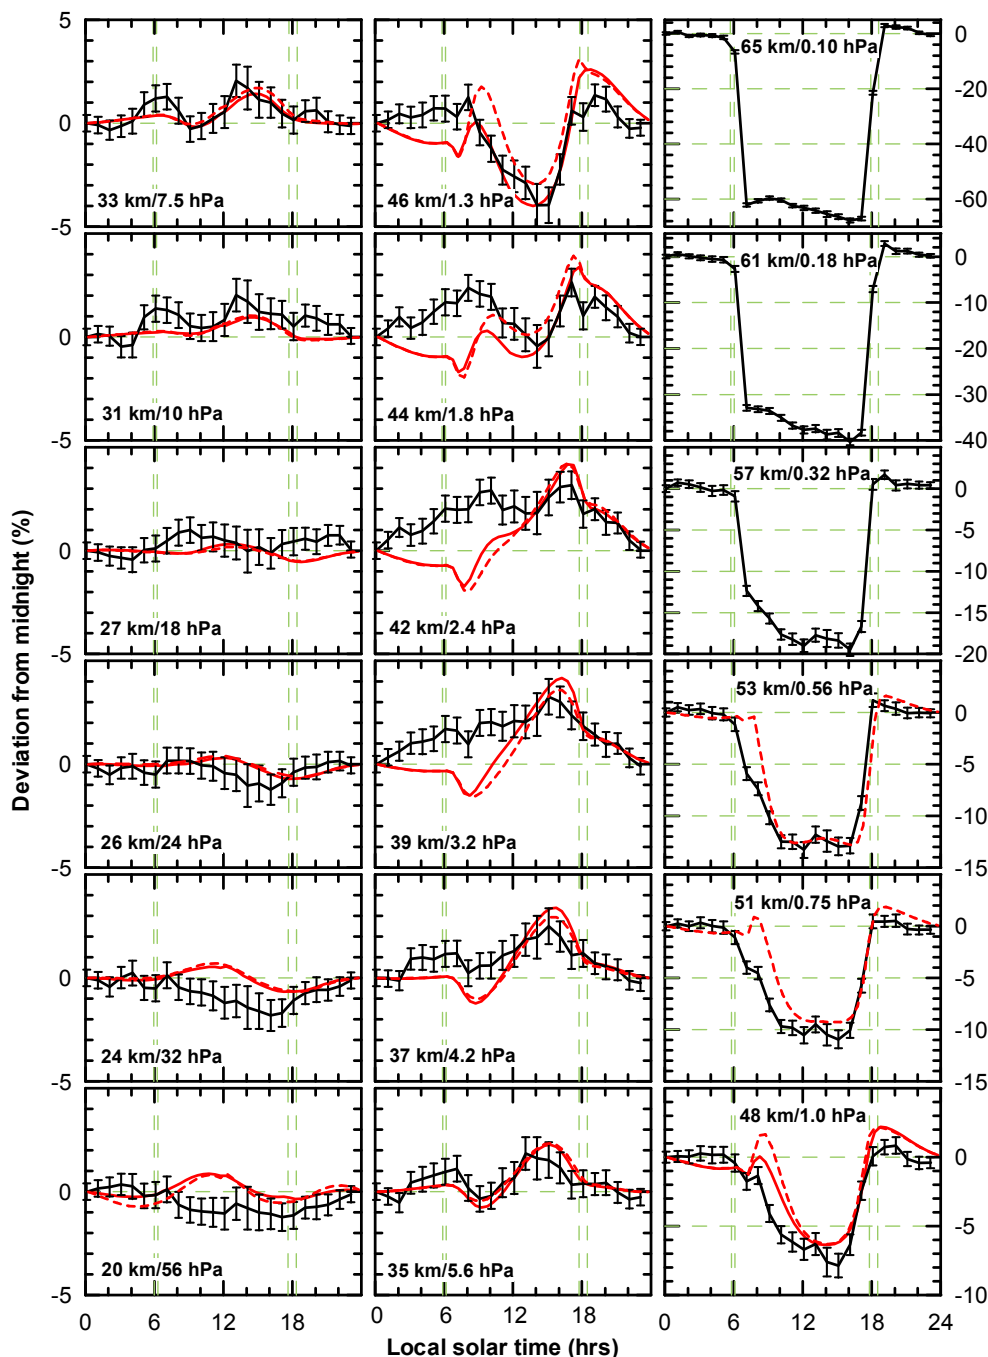 5
0
-5
33 km/7.5 hPa
46 km/1.3 hPa
65 km/0.10 hPa
0
-20
-40
-60
0
-5
31 km/10 hPa
44 km/1.8 hPa
61 km/0.18 hPa
0
-10
-20
-30
-40
0
-5
27 km/18 hPa
42 km/2.4 hPa
57 km/0.32 hPa
0
-5
-10
-15
-20
Deviation from midnight (%)
0
-5
26 km/24 hPa
39 km/3.2 hPa
53 km/0.56 hPa
0
-5
-10
-15
0
-5
24 km/32 hPa
37 km/4.2 hPa
51 km/0.75 hPa
0
-5
-10
-15
0
-5
20 km/56 hPa
35 km/5.6 hPa
48 km/1.0 hPa
0
-5
-10
0 6 12 18 0 6 12 18 0 6 12 18 24
Local solar time (hrs)